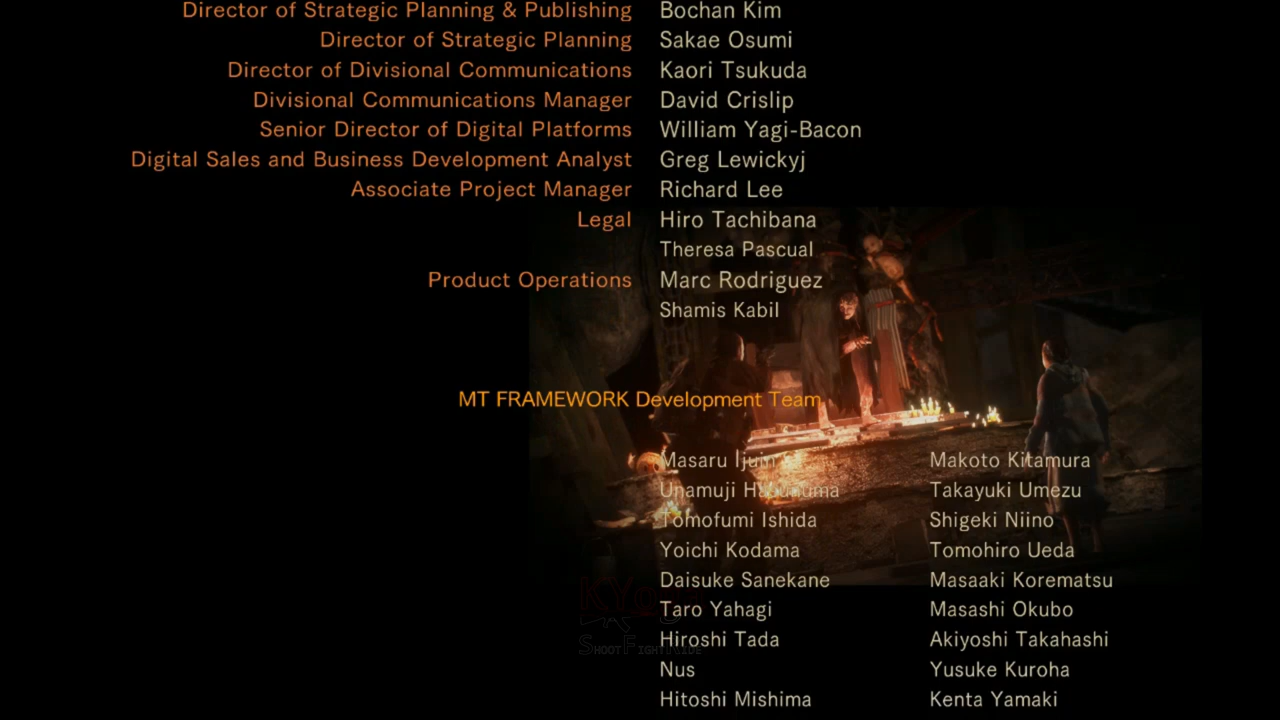 Director of Strategic Planning & Publishing Bochan Kim
Director of Strategic Planning Sakae Osumi
Director of Divisional Communications Kaori Tsukuda
Divisional Communications Manager David Crislip
Senior Director of Digital Platforms William Yagi-Bacon
Digital Sales and Business Development Analyst Greg Lewickyj
Associate Project Manager Richard Lee
Legal Hiro Tachibana
Theresa Pascual
Product Operations Marc Rodriguez
Shamis Kabil
MT FRAMEWORK Development Team
Masaru Ijuin Makoto Kitamura
Unamuji Takayuki Umezu
Tomofumi Ishida Shigeki Niino
Yoichi Kodama Tomohiro Ueda
Daisuke Sanekane Masaaki Korematsu
Taro Yahagi Masashi Okubo
Hiroshi Tada Akiyoshi Takahashi
ShootFightRide
Nus Yusuke Kuroha
Hitoshi Mishima Kenta Yamaki